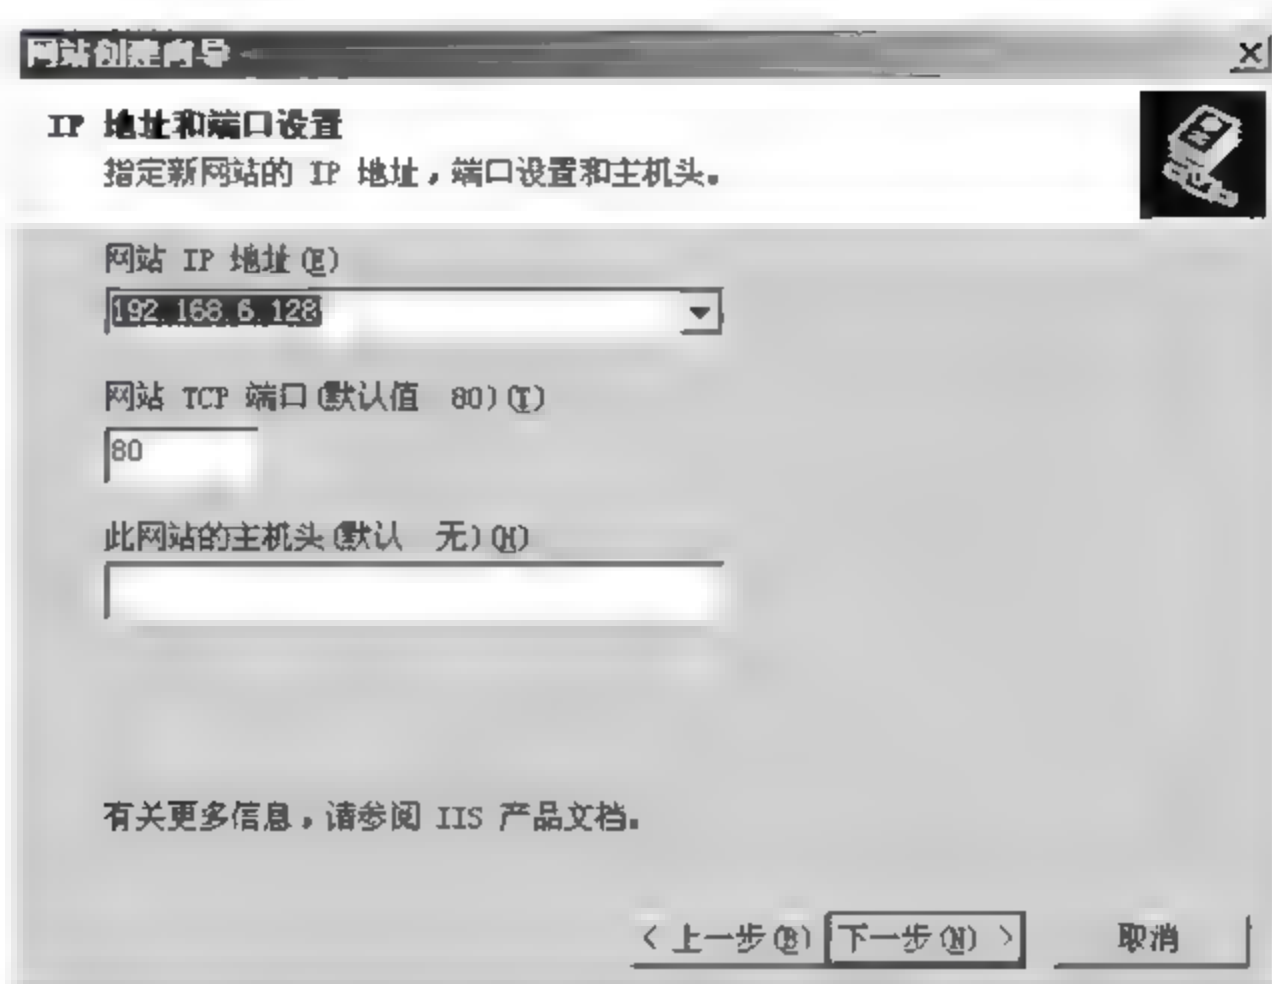 网站创建向导
IP 地址和端口设置
指定新网站的 IP 地址，端口设置和主机头。
网站 IP 地址(E)
192.168.6.128
网站 TCP 端口(默认值 80)(T)
80
此网站的主机头(默认 无)(H)
有关更多信息，请参阅 IIS 产品文档。
< 上一步(B) 下一步(N) > 取消